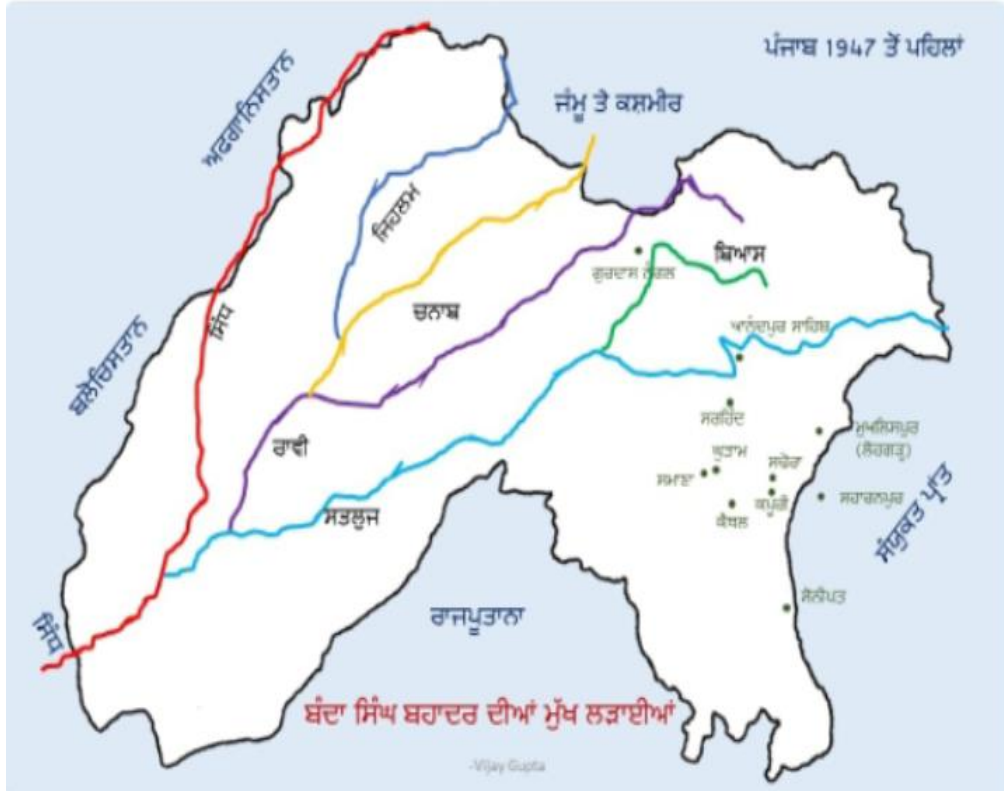 ਪੰਜਾਬ 1947 ਤੋਂ ਪਹਿਲਾਂ
ਅਫਗਾਨਿਸਤਾਨ
ਜੰਮੂ ਤੇ ਕਸ਼ਮੀਰ
ਜਿਹਲਮ
ਬਿਆਸ
ਗੁਰਦਾਸ ਨੰਗਲ
ਚਨਾਬ
ਸਿੰਧ
ਆਨੰਦਪੁਰ ਸਾਹਿਬ
ਬਲੋਚਿਸਤਾਨ
ਸਰਹਿੰਦ
ਮੁਖਲਿਸਪੁਰ
(ਲੋਹਗੜ੍ਹ)
ਰਾਵੀ
ਘੁੜਾਮ
ਸਢੌਰਾ
ਸਮਾਣਾ
ਸਹਾਰਨਪੁਰ
ਕਪੂਰੀ
ਕੈਥਲ
ਸਤਲੁਜ
ਸੰਯੁਕਤ ਪ੍ਰਾਂਤ
ਸੋਨੀਪਤ
ਰਾਜਪੂਤਾਨਾ
ਸਿੰਧ
ਬੰਦਾ ਸਿੰਘ ਬਹਾਦਰ ਦੀਆਂ ਮੁੱਖ ਲੜਾਈਆਂ
-Vijay Gupta